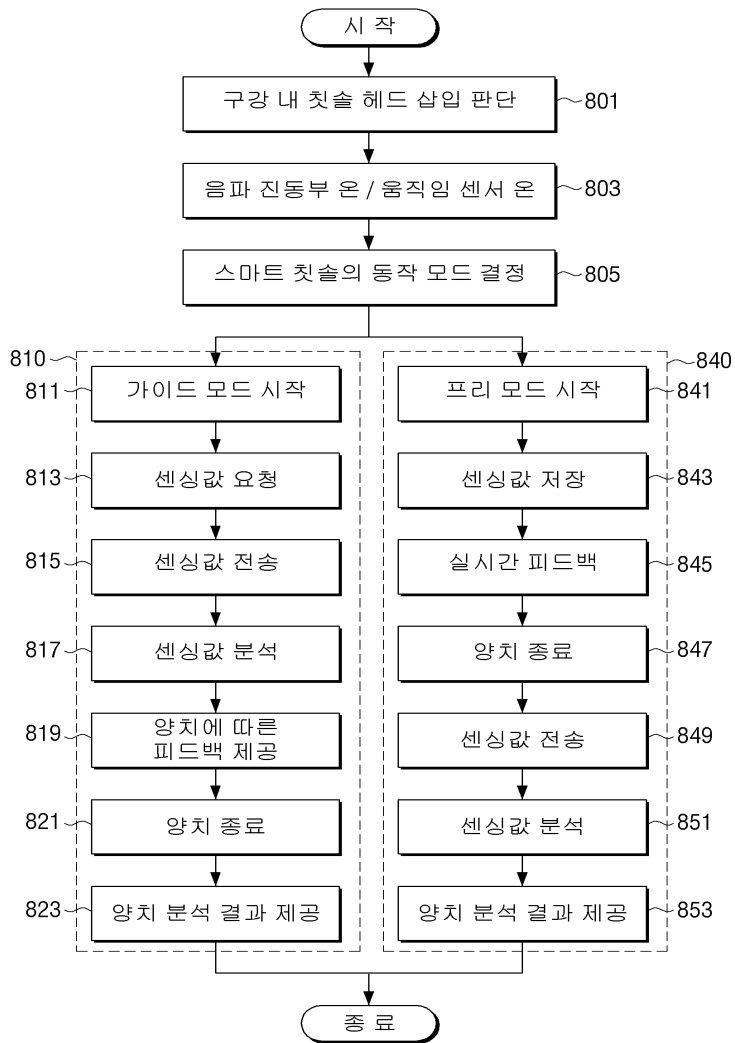 시 작
구강 내 칫솔 헤드 삽입 판단
801
음파 진동부 온 / 움직임 센서 온
803
스마트 칫솔의 동작 모드 결정
805
810
811
가이드 모드 시작
813
센싱값 요청
815
센싱값 전송
817
센싱값 분석
819
양치에 따른
피드백 제공
821
양치 종료
823
양치 분석 결과 제공
840
프리 모드 시작
841
센싱값 저장
843
실시간 피드백
845
양치 종료
847
센싱값 전송
849
센싱값 분석
851
양치 분석 결과 제공
853
종 료